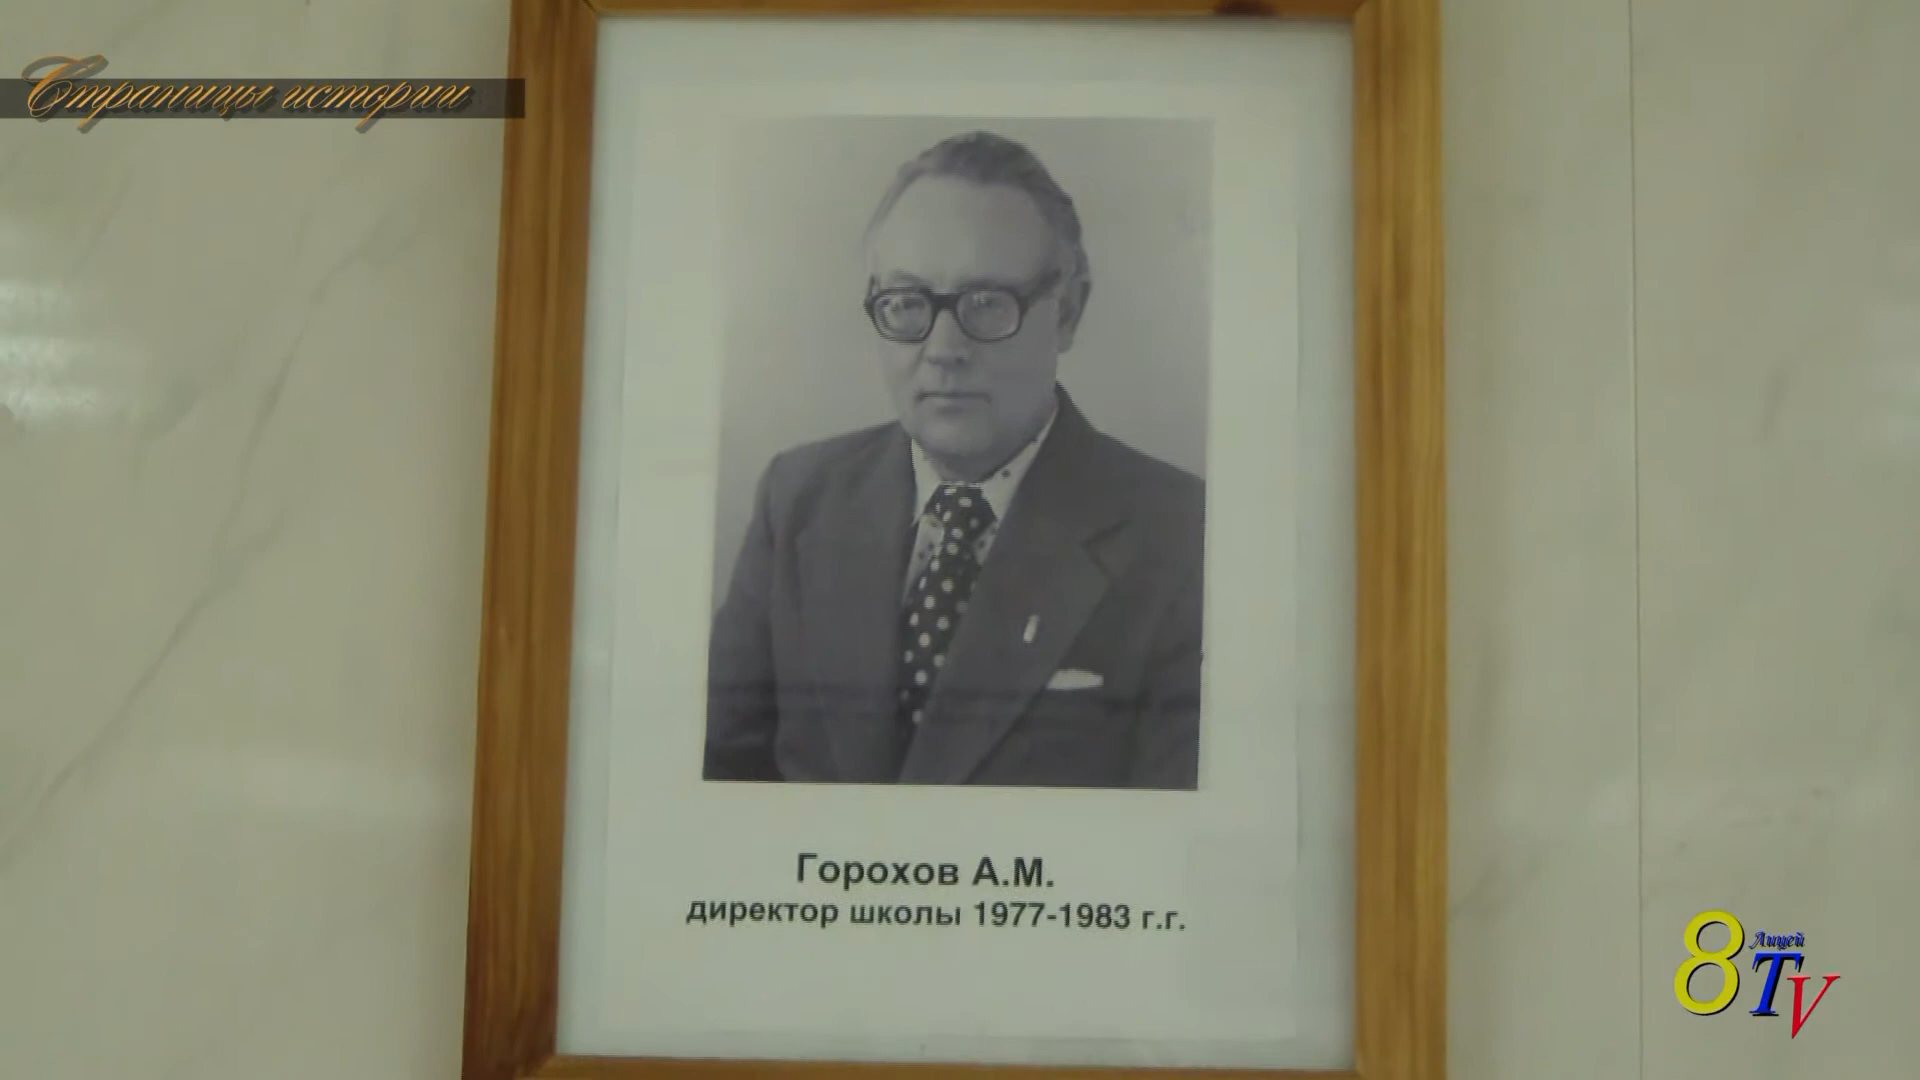 Страницы истории
Горохов А.М.
директор школы 1977-1983 г.г.
Лицей
8 TV